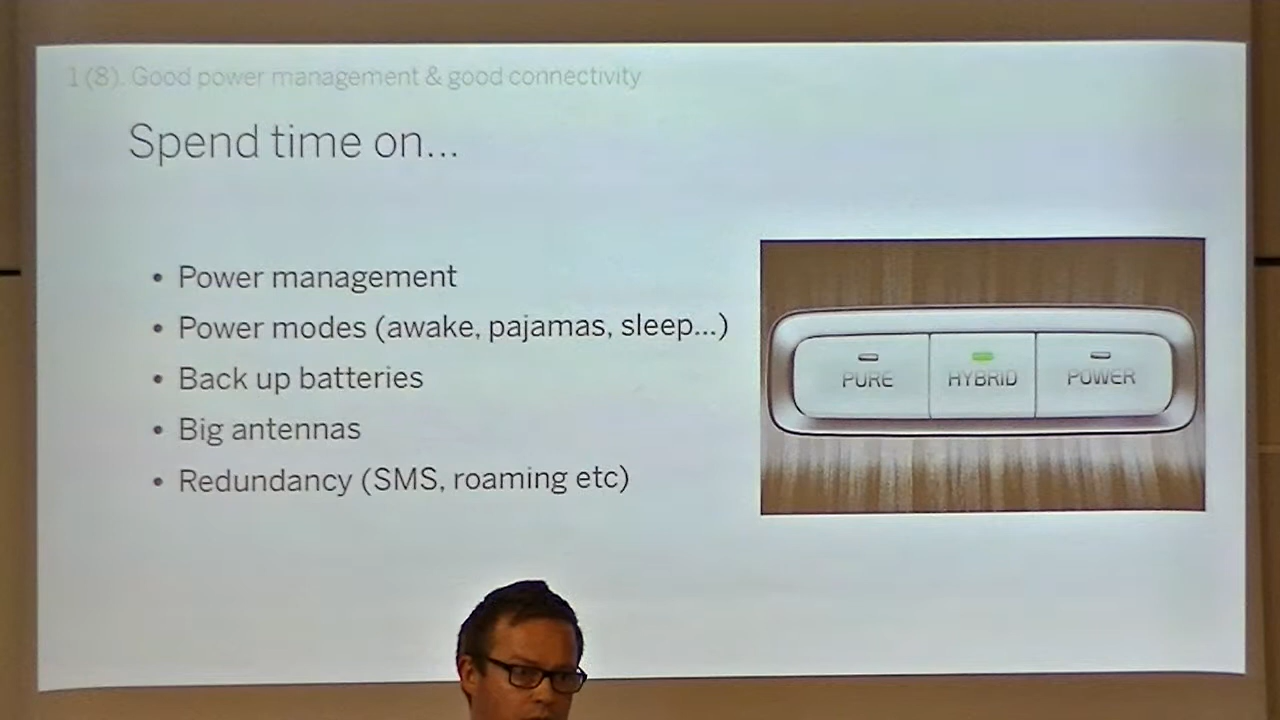 1 (8). Good power management & good connectivity
Spend time on...
• Power management
• Power modes (awake, pajamas, sleep...)
• Back up batteries
• Big antennas
• Redundancy (SMS, roaming etc)
PURE
HYBRID
POWER